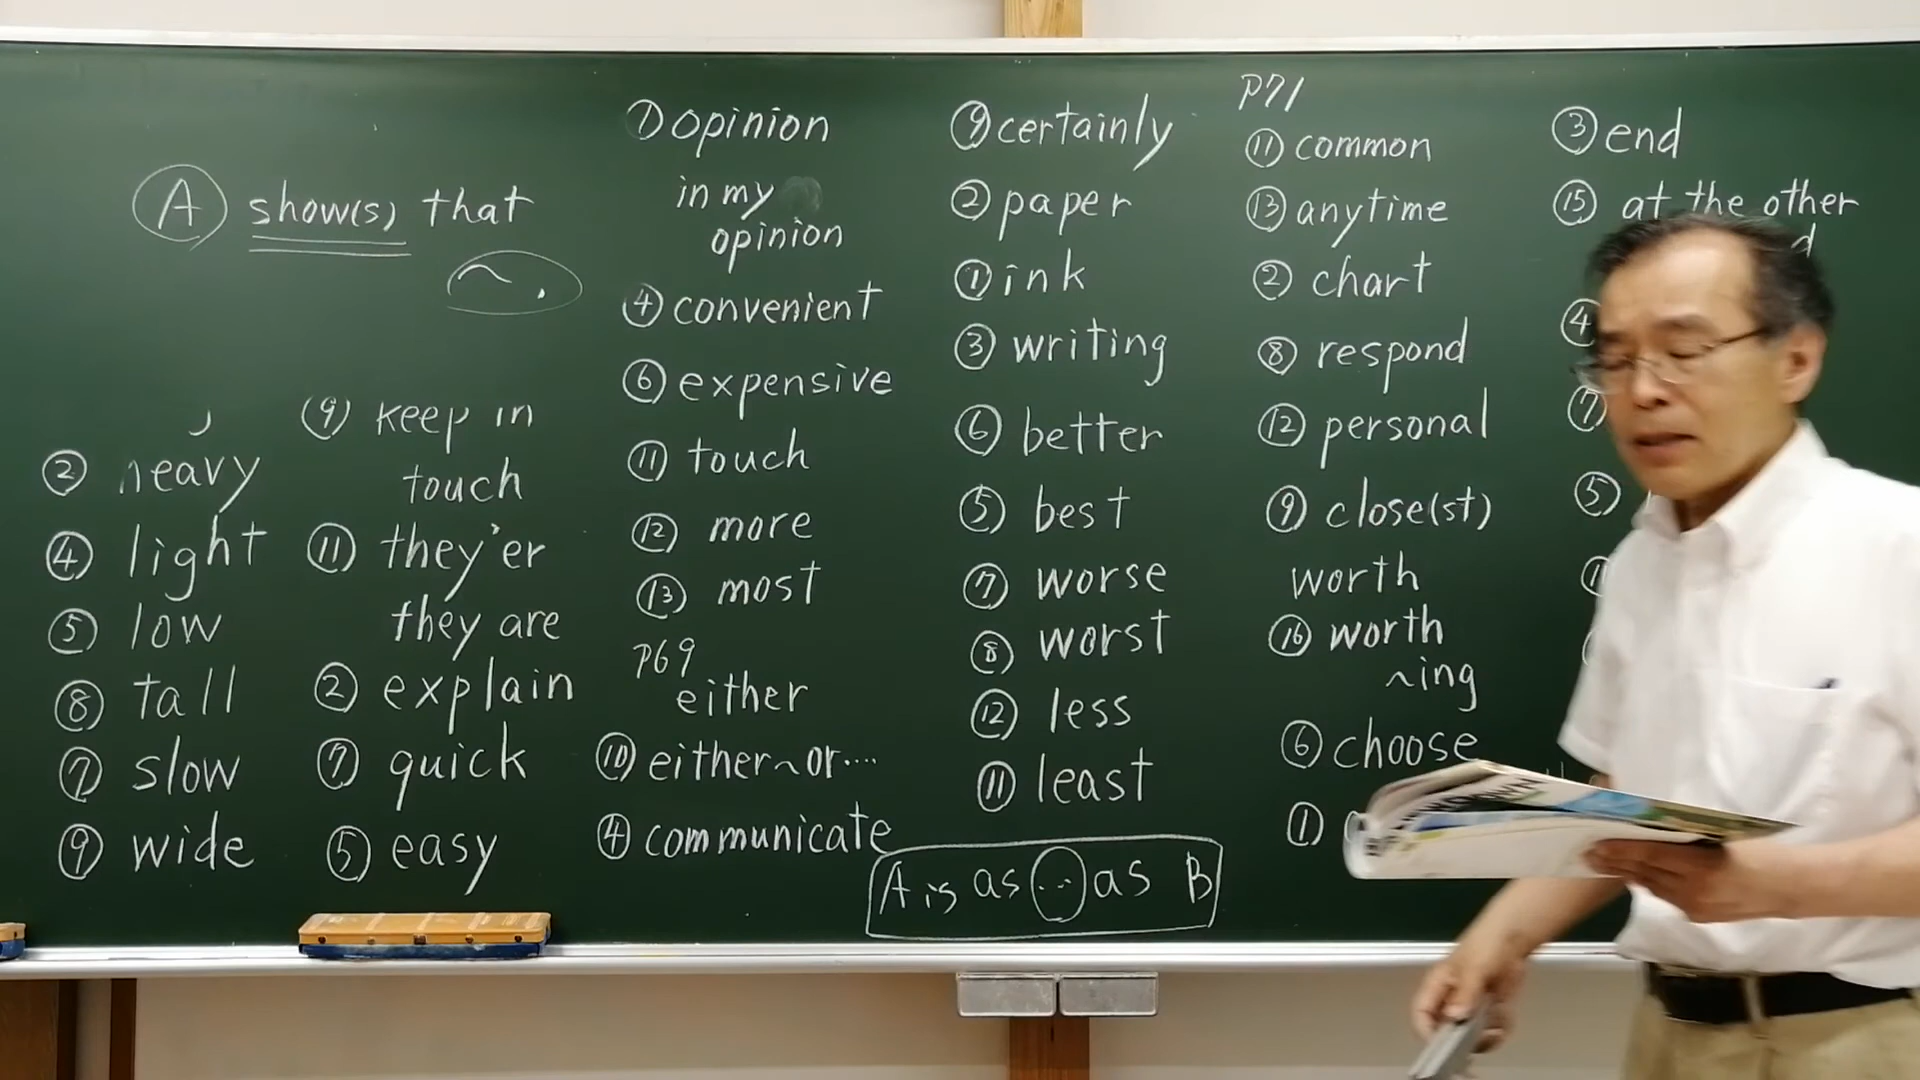 A show(s) that
~.
② heavy
④ light
⑤ low
⑧ tall
⑦ slow
⑨ wide
⑨ keep in
touch
⑪ they'er
they are
② explain
⑦ quick
⑤ easy
① opinion
in my
opinion
④ convenient
⑥ expensive
⑪ touch
⑫ more
⑬ most
P69
either
⑩ either~or....
④ communicate
⑨ certainly
② paper
① ink
③ writing
⑥ better
⑤ best
⑦ worse
⑧ worst
⑫ less
⑪ least
A is as ... as B
P71
⑪ common
⑬ anytime
② chart
⑧ respond
⑫ personal
⑨ close(st)
worth
⑯ worth
~ing
⑥ choose
①
③ end
⑮ at the other
④
⑦
⑤